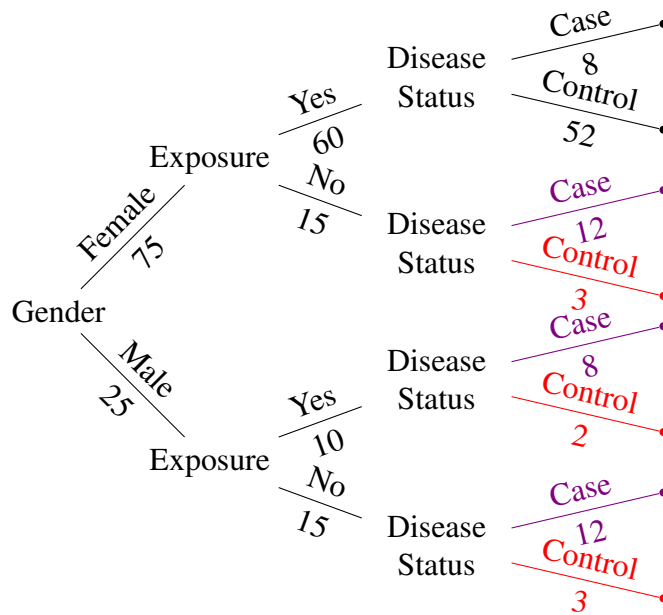 Case
8
Disease
Status
Control
52
Yes
60
Exposure
No
15
Case
12
Disease
Status
Control
3
Female
75
Gender
Male
25
Case
8
Disease
Status
Control
2
Yes
10
Exposure
No
15
Case
12
Disease
Status
Control
3